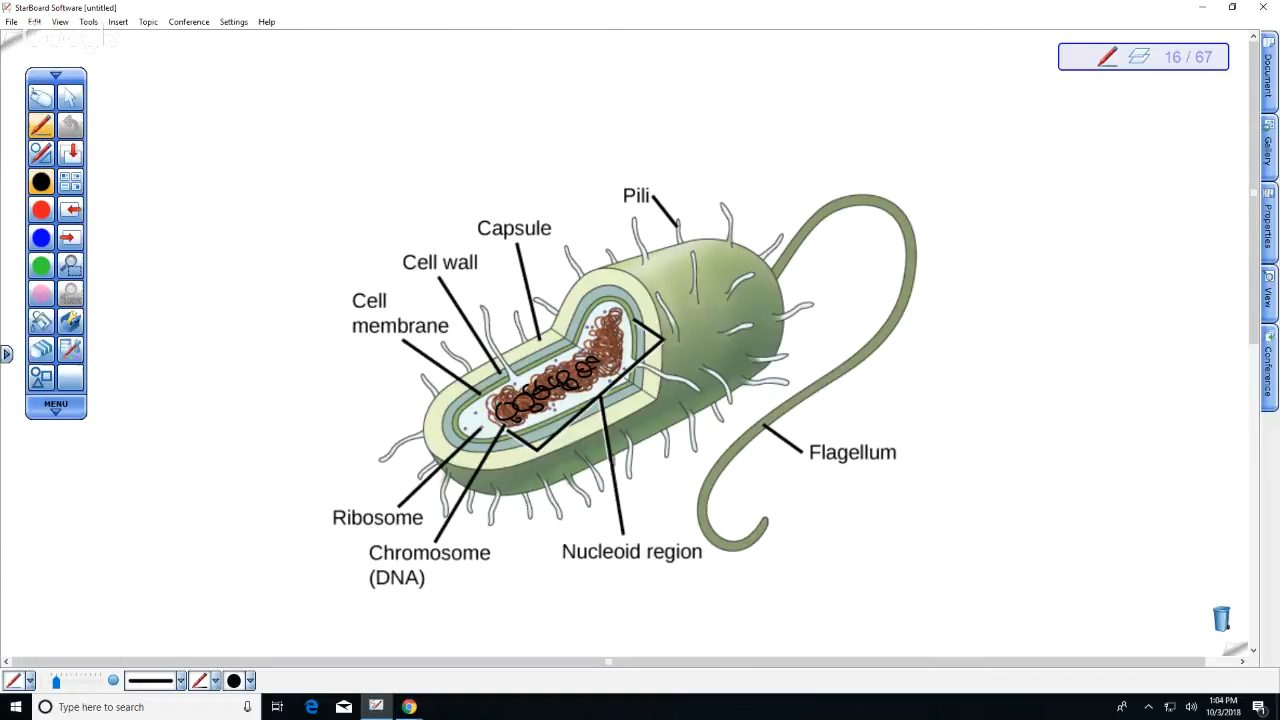 StarBoard Software [untitled]
File Edit View Tools Insert Topic Conference Settings Help
16 / 67
Document
Gallery
Properties
View
Conference
MENU
Pili
Capsule
Cell wall
Cell
membrane
Flagellum
Ribosome
Chromosome
(DNA)
Nucleoid region
Type here to search
1:04 PM
10/3/2018